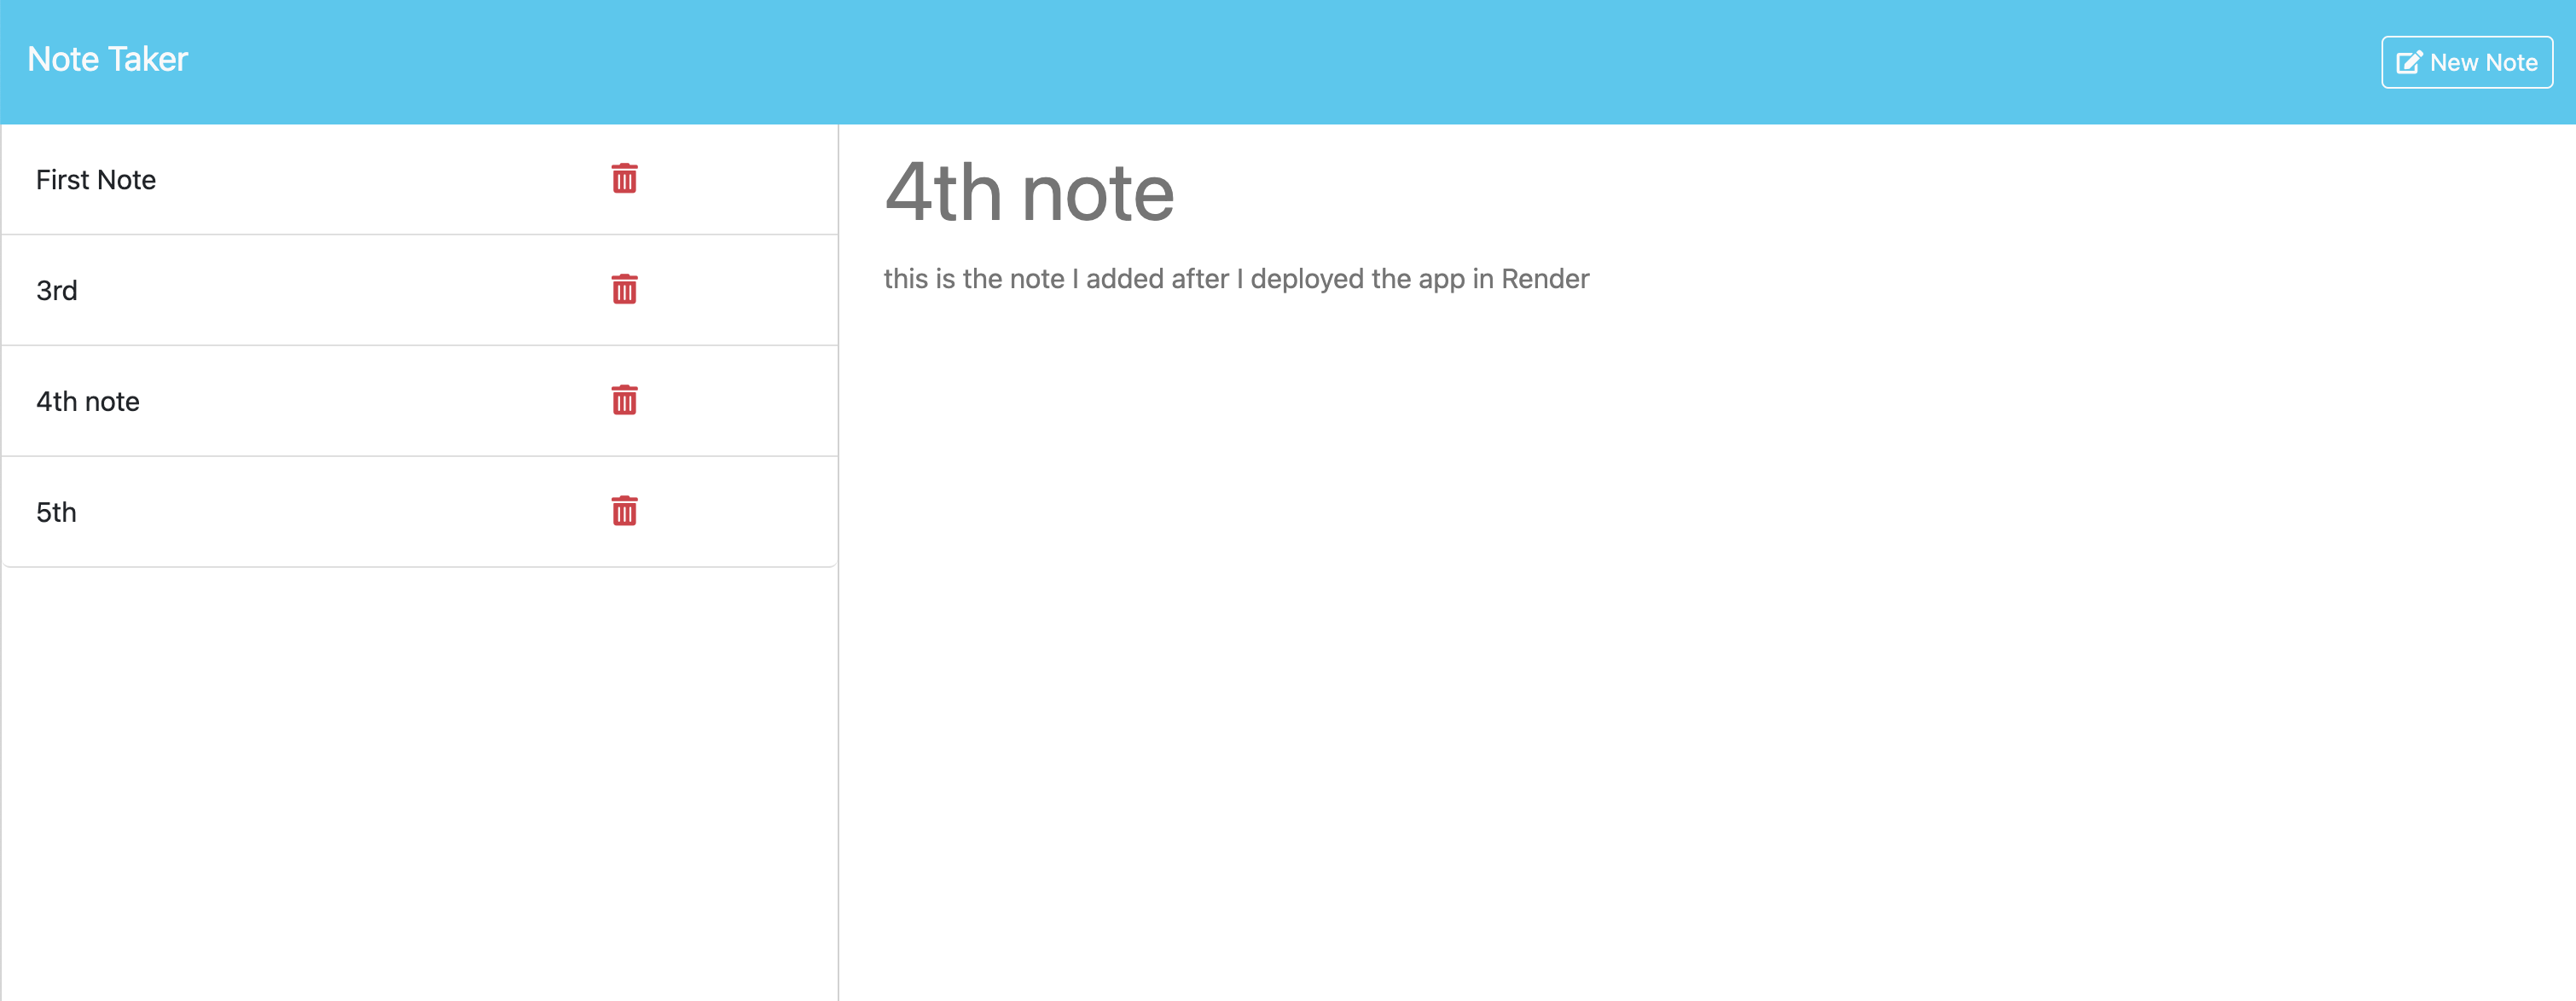 Note Taker
New Note
First Note
3rd
4th note
5th
4th note
this is the note I added after I deployed the app in Render